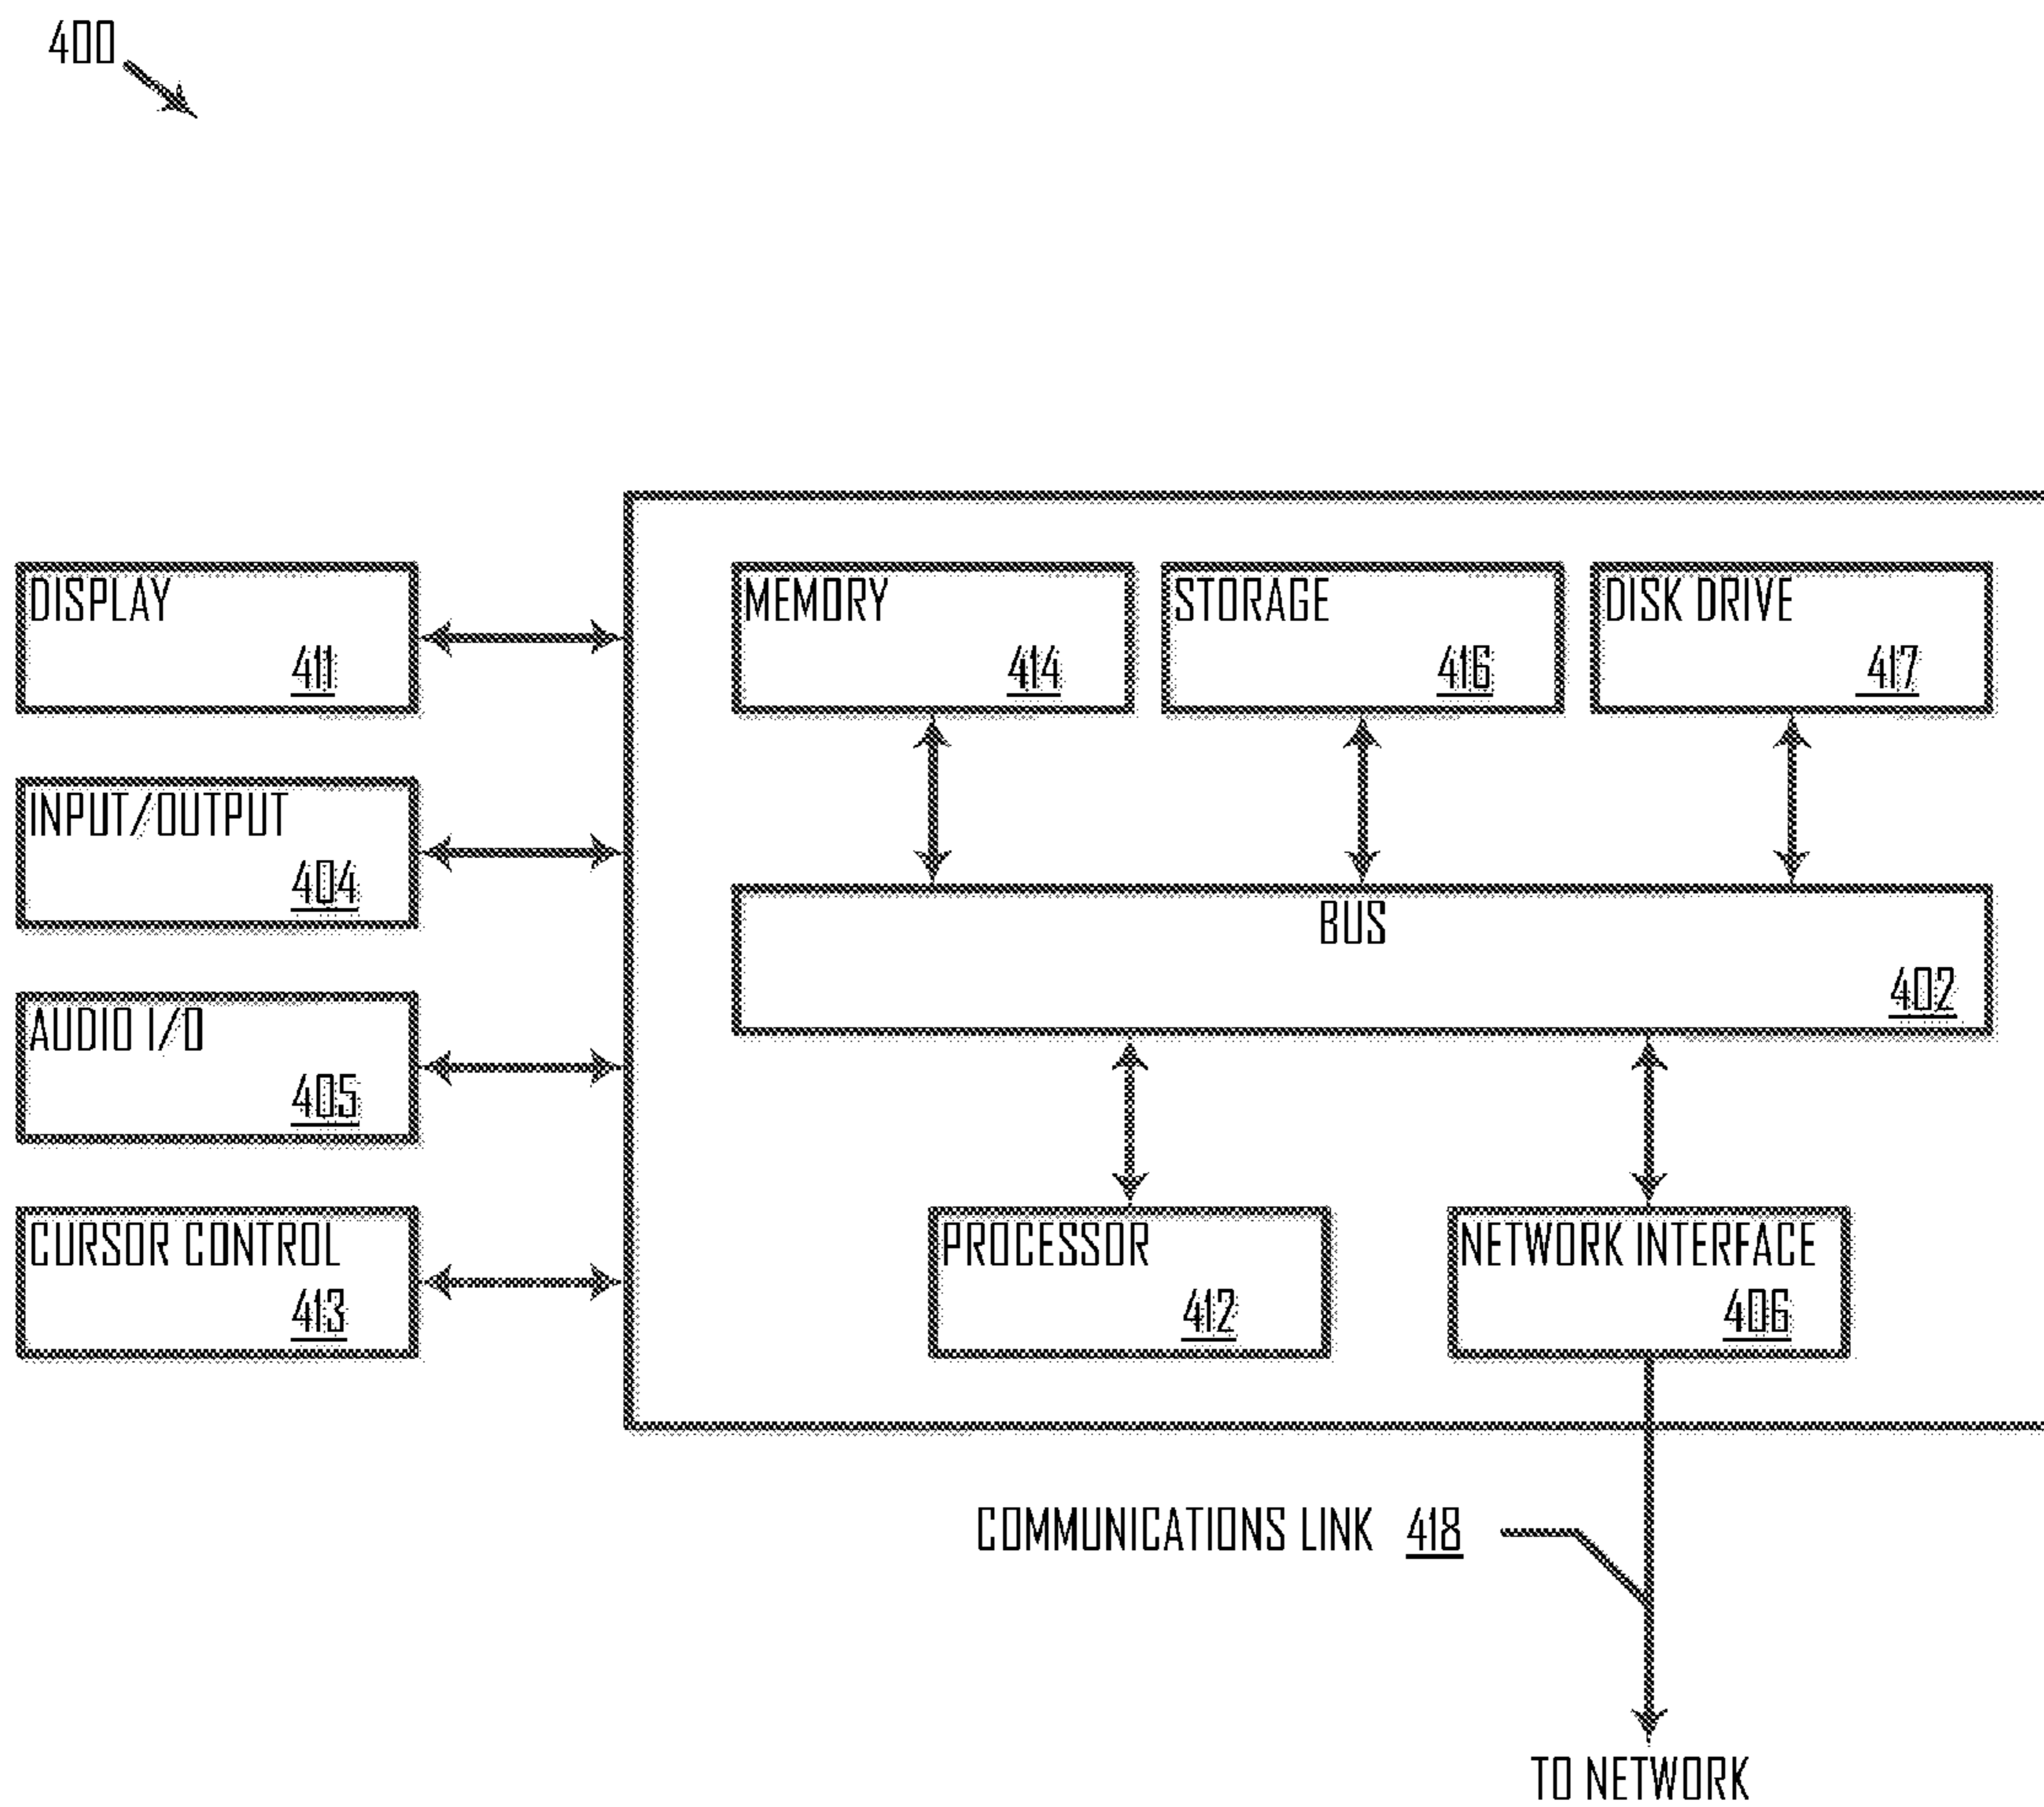 400
DISPLAY
411
INPUT/OUTPUT
404
AUDIO I/O
405
CURSOR CONTROL
413
MEMORY
414
STORAGE
416
DISK DRIVE
417
BUS
402
PROCESSOR
412
NETWORK INTERFACE
406
COMMUNICATIONS LINK 418
TO NETWORK